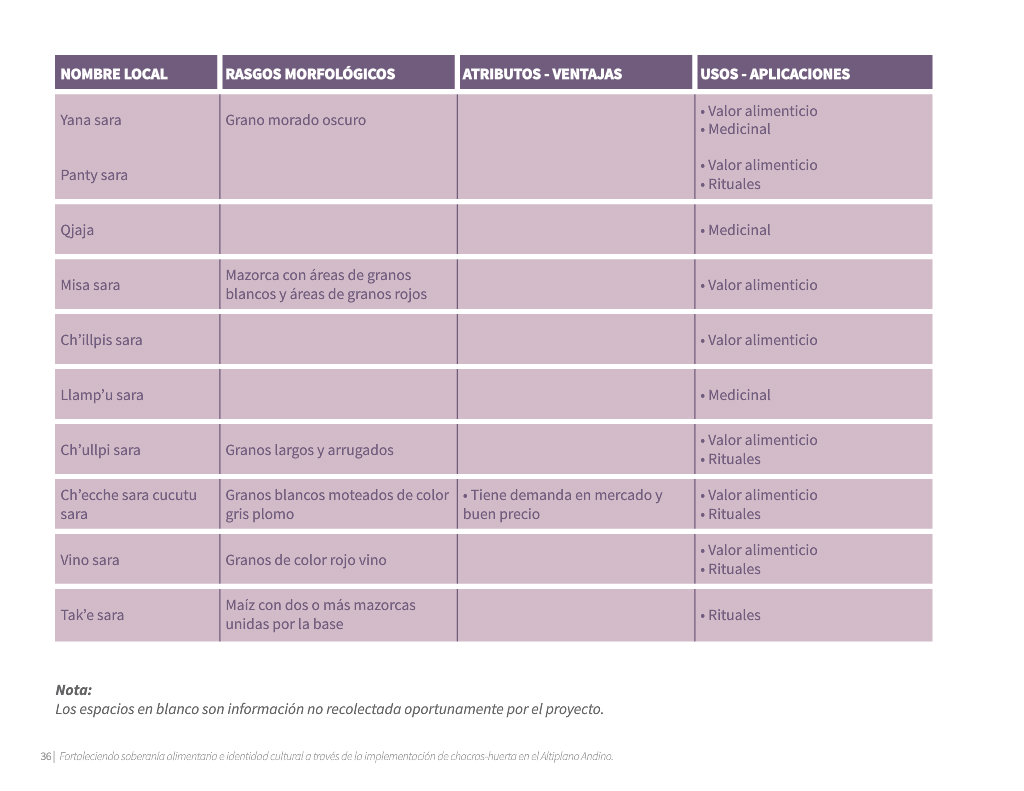 NOMBRE LOCAL RASGOS MORFOLÓGICOS ATRIBUTOS - VENTAJAS USOS - APLICACIONES
Yana sara Grano morado oscuro • Valor alimenticio
• Medicinal
Panty sara • Valor alimenticio
• Rituales
Qjaja • Medicinal
Misa sara Mazorca con áreas de granos • Valor alimenticio
blancos y áreas de granos rojos
Ch’illpis sara • Valor alimenticio
Llamp’u sara • Medicinal
Ch’ullpi sara Granos largos y arrugados • Valor alimenticio
• Rituales
Ch’ecche sara cucutu Granos blancos moteados de color • Tiene demanda en mercado y • Valor alimenticio
sara gris plomo buen precio • Rituales
Vino sara Granos de color rojo vino • Valor alimenticio
• Rituales
Tak’e sara Maíz con dos o más mazorcas • Rituales
unidas por la base
Nota:
Los espacios en blanco son información no recolectada oportunamente por el proyecto.
36| Fortaleciendo soberanía alimentaria e identidad cultural a través de la implementación de chacras-huerta en el Altiplano Andino.